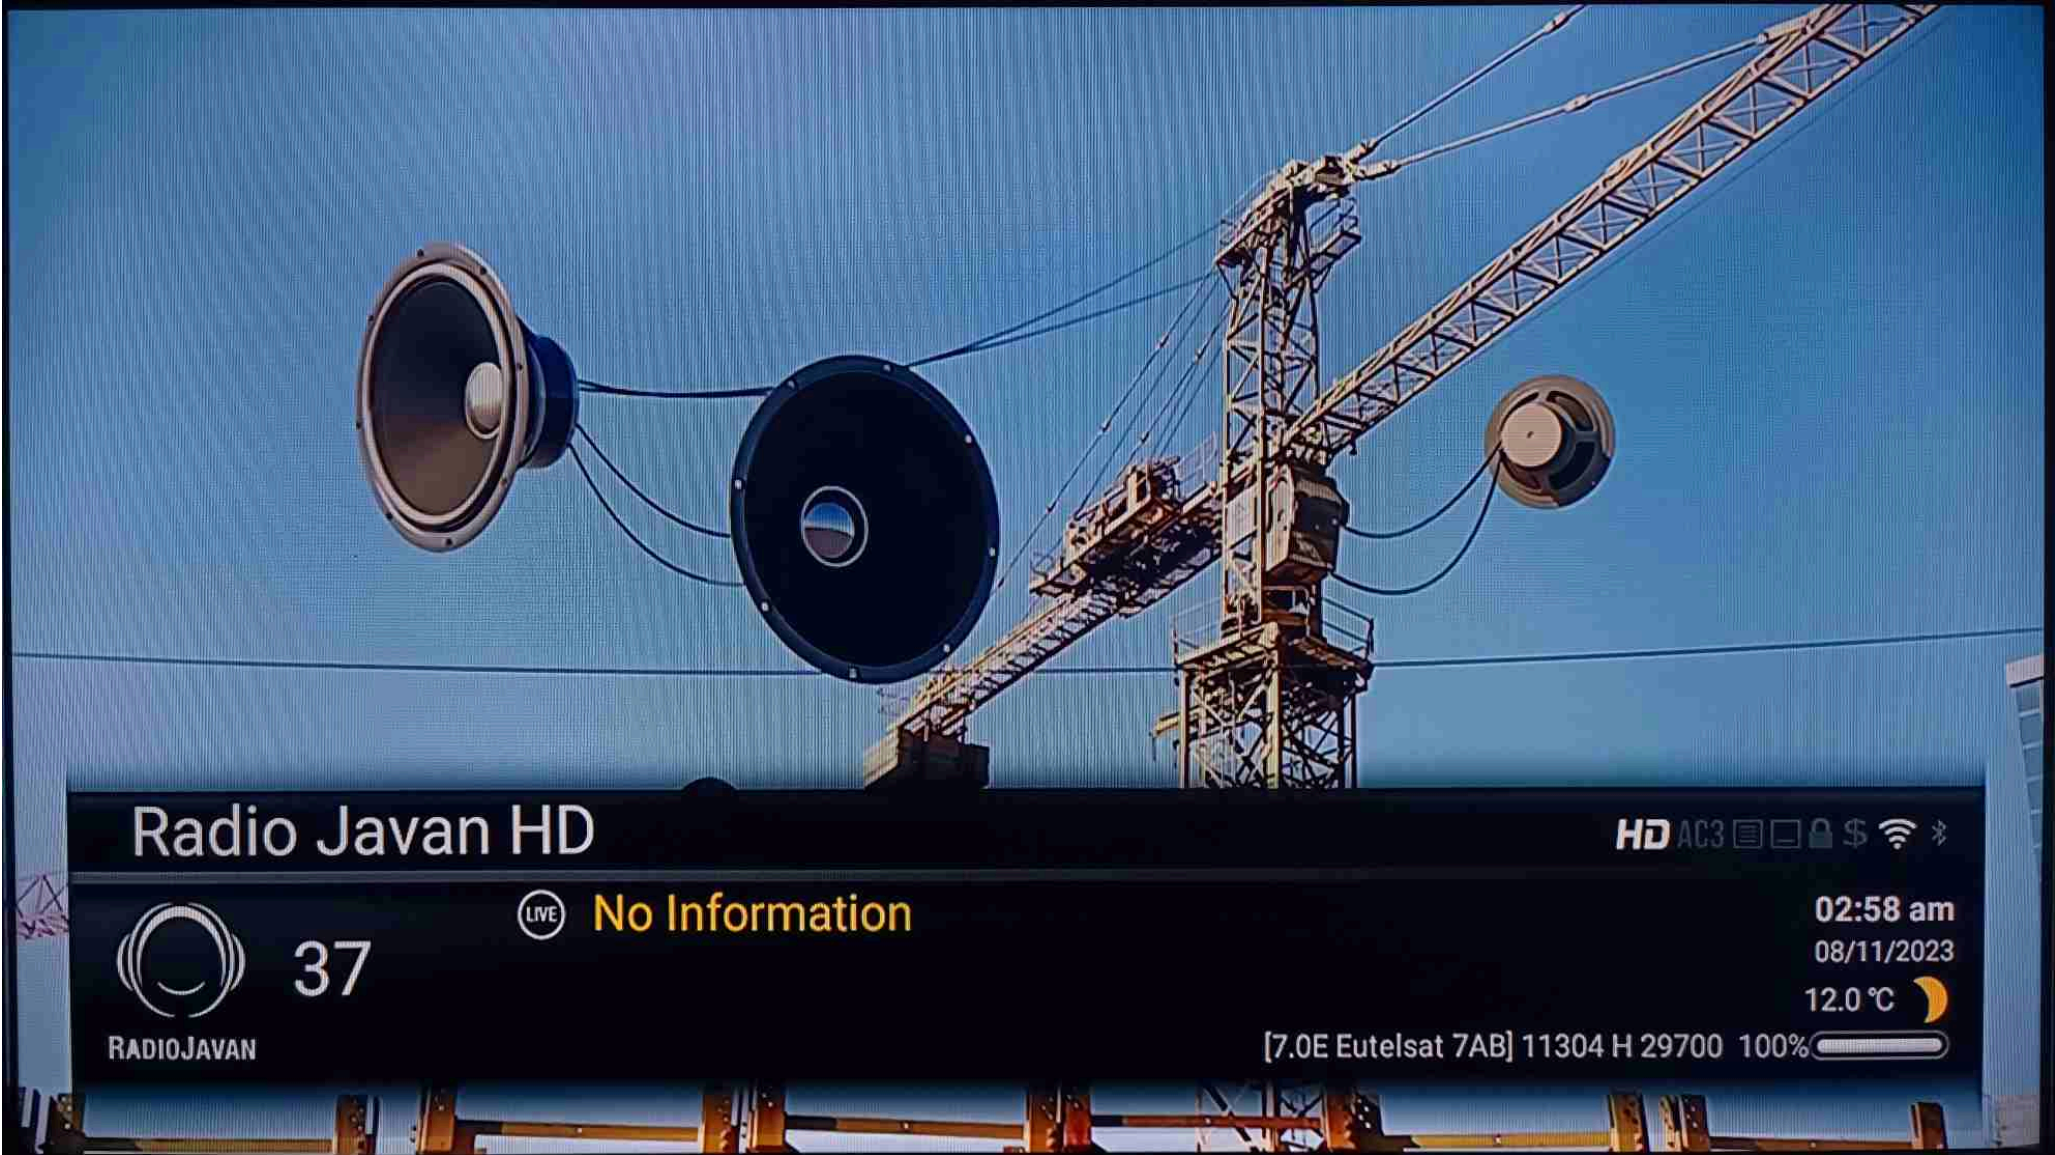 Radio Javan HD
HD AC3 $
LIVE No Information
37
RADIOJAVAN
02:58 am
08/11/2023
12.0 °C
[7.0E Eutelsat 7AB] 11304 H 29700 100%